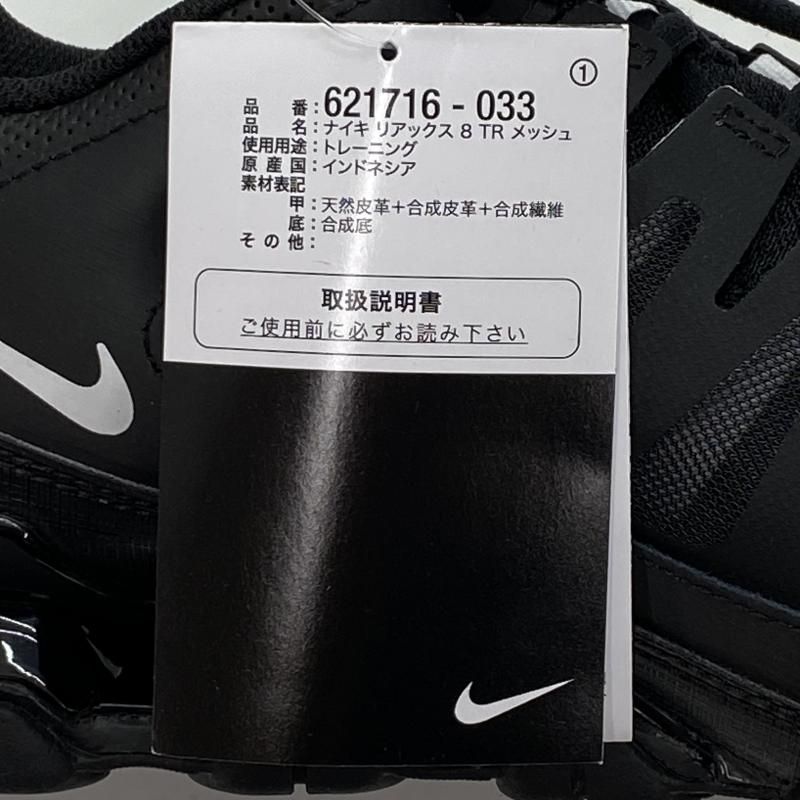 ①
品番：621716 - 033
品名：ナイキ リアックス 8 TR メッシュ
使用用途：トレーニング
原産国：インドネシア
素材表記
甲：天然皮革＋合成皮革＋合成繊維
底：合成底
その他：
取扱説明書
ご使用前に必ずお読み下さい